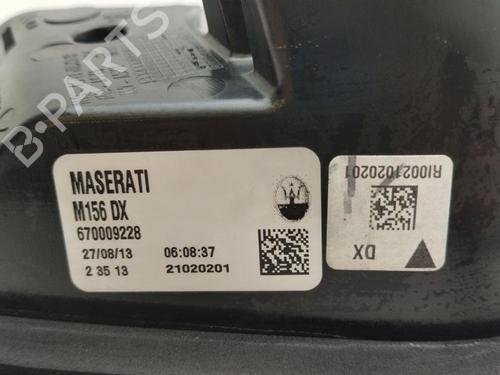 B-PARTS
MASERATI
M156 DX
670009228
27/08/13 06:08:37
2 35 13 21020201
RI0021020201
DX